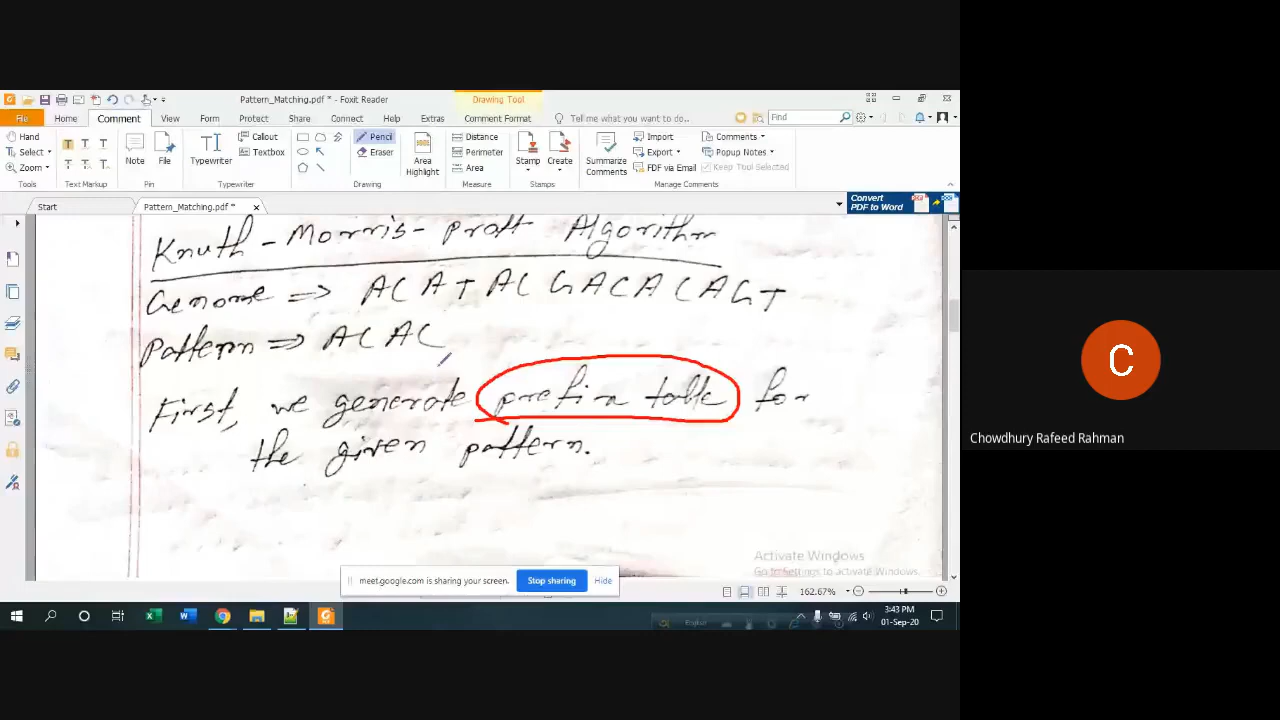 Pattern_Matching.pdf * - Foxit Reader
Drawing Tool
File Home Comment View Form Protect Share Connect Help Extras Comment Format Tell me what you want to do.. Find
Hand Select Zoom Tools
T T T T T T Text Markup
Note File Pin
Typewriter Callout Textbox Typewriter
Pencil Eraser Drawing
Area Highlight Distance Perimeter Area Measure
Stamp Create Stamps
Summarize Comments Import Export FDF via Email Comments Popup Notes Keep Tool Selected Manage Comments
Start Pattern_Matching.pdf *
Convert PDF to Word
Knuth-Morris-Pratt Algorithm
Genome => ACATACGACACAGT
Pattern => ACAC
First, we generate prefix table for
the given pattern.
Activate Windows
Go to Settings to activate Windows.
meet.google.com is sharing your screen. Stop sharing Hide
162.67%
English
3:43 PM
01-Sep-20
C
Chowdhury Rafeed Rahman